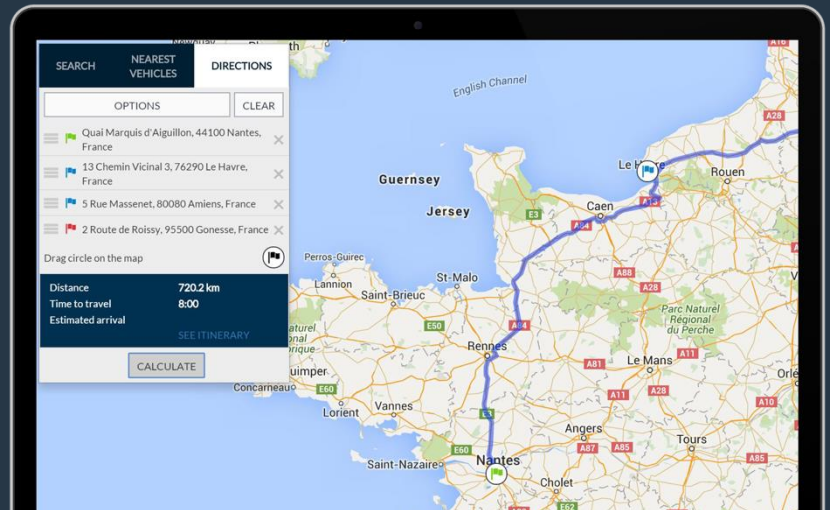 SEARCH
NEAREST
VEHICLES
DIRECTIONS
OPTIONS
CLEAR
Quai Marquis d'Aiguillon, 44100 Nantes,
France
13 Chemin Vicinal 3, 76290 Le Havre,
France
5 Rue Massenet, 80080 Amiens, France
2 Route de Roissy, 95500 Gonesse, France
Drag circle on the map
Distance 720.2 km
Time to travel 8:00
Estimated arrival
SEE ITINERARY
CALCULATE
English Channel
A28
Rouen
Guernsey
Jersey
E3
Caen
A13
A84
Perros-Guirec
Lannion
St-Malo
Saint-Brieuc
A88
A28
Parc Naturel
Régional
du Perche
E50
A84
Rennes
A81
Le Mans
A11
Concarneau
E60
Lorient
Vannes
A11
A28
A10
Angers
A87
A85
Tours
A85
E60
Saint-Nazaire
Nantes
Cholet
E62